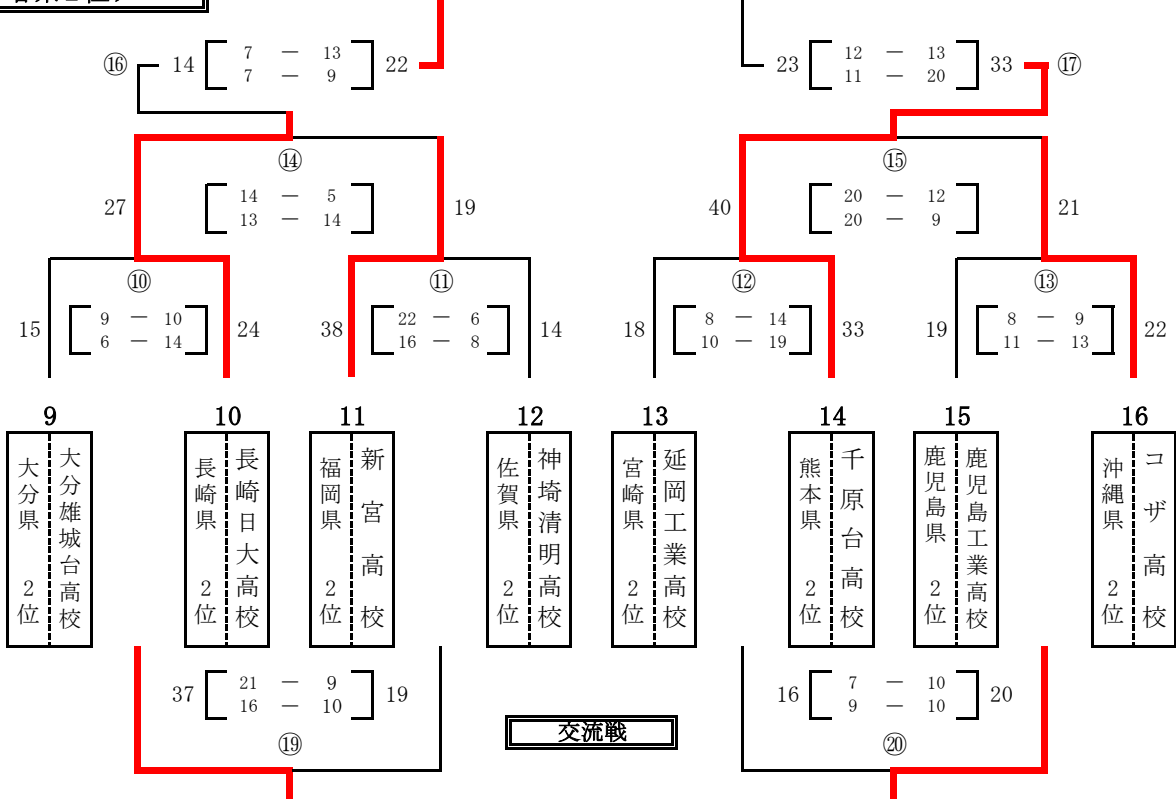 ⑯ 14 7 － 13 22
7 － 9
23 12 － 13 33 ⑰
11 － 20
⑭
27 14 － 5 19
13 － 14
⑮
40 20 － 12 21
20 － 9
⑩
15 9 － 10 24
6 － 14
⑪
38 22 － 6 14
16 － 8
⑫
18 8 － 14 33
10 － 19
⑬
19 8 － 9 22
11 － 13
9
大分県 2位
大分雄城台高校
10
長崎県 2位
長崎日大高校
11
福岡県 2位
新宮高校
12
佐賀県 2位
神埼清明高校
13
宮崎県 2位
延岡工業高校
14
熊本県 2位
千原台高校
15
鹿児島県 2位
鹿児島工業高校
16
沖縄県 2位
コザ高校
37 21 － 9 19
16 － 10
⑲
交流戦
16 7 － 10 20
9 － 10
⑳